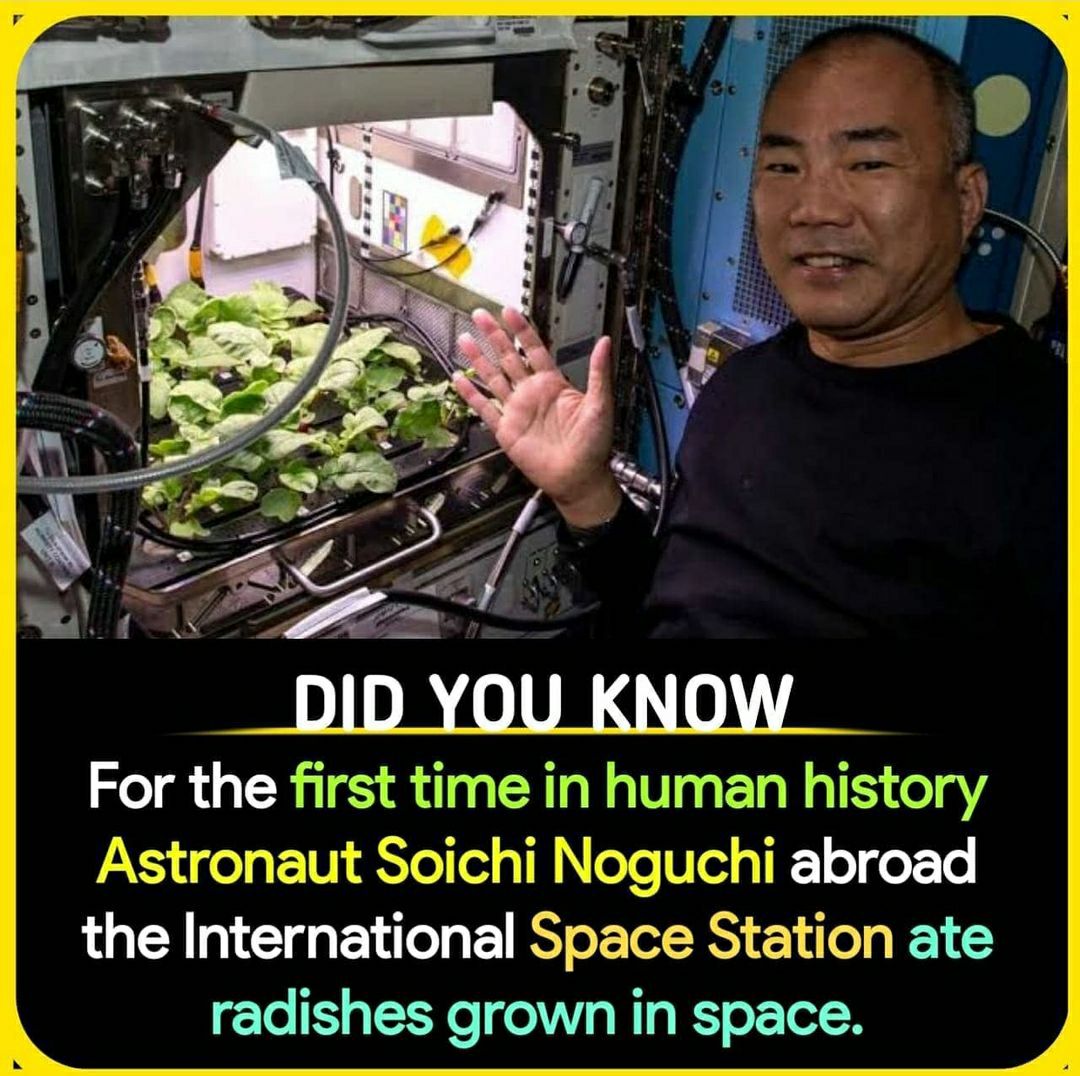 DID YOU KNOW
For the first time in human history
Astronaut Soichi Noguchi abroad
the International Space Station ate
radishes grown in space.